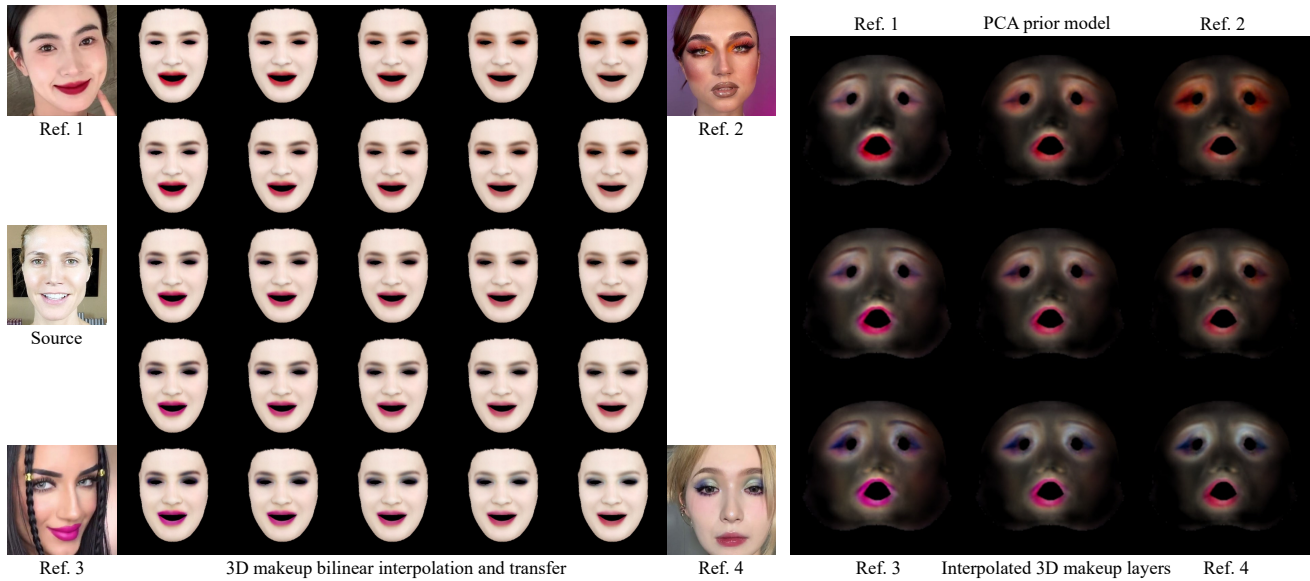 Ref. 1
PCA prior model
Ref. 2
Ref. 1
Ref. 2
Source
Ref. 3
3D makeup bilinear interpolation and transfer
Ref. 4
Ref. 3
Interpolated 3D makeup layers
Ref. 4